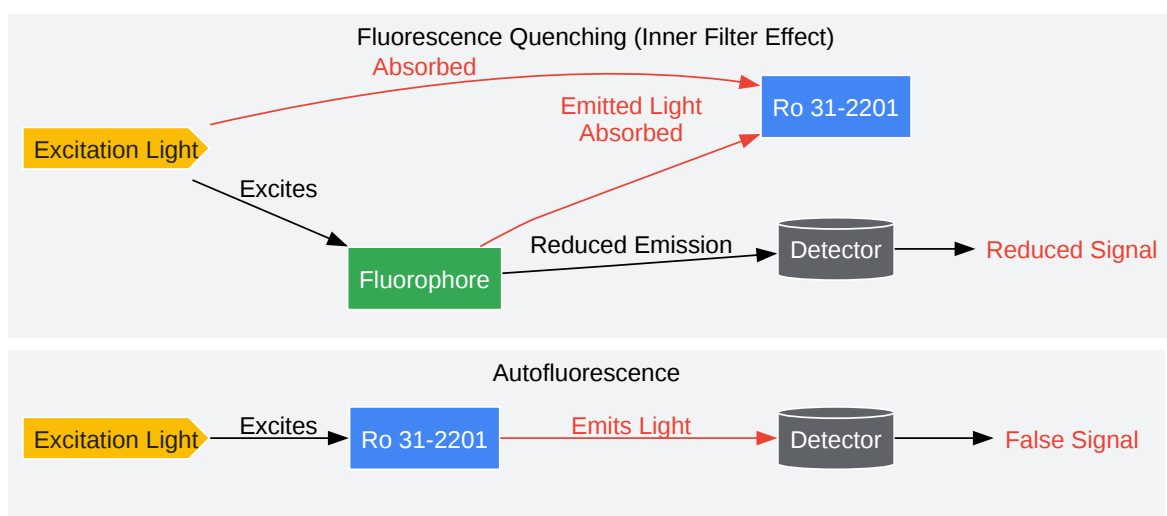 Fluorescence Quenching (Inner Filter Effect)
Absorbed
Emitted Light
Absorbed
Ro 31-2201
Excitation Light
Excites
Reduced Emission
Detector
Reduced Signal
Fluorophore
Autofluorescence
Excitation Light
Excites
Ro 31-2201
Emits Light
Detector
False Signal